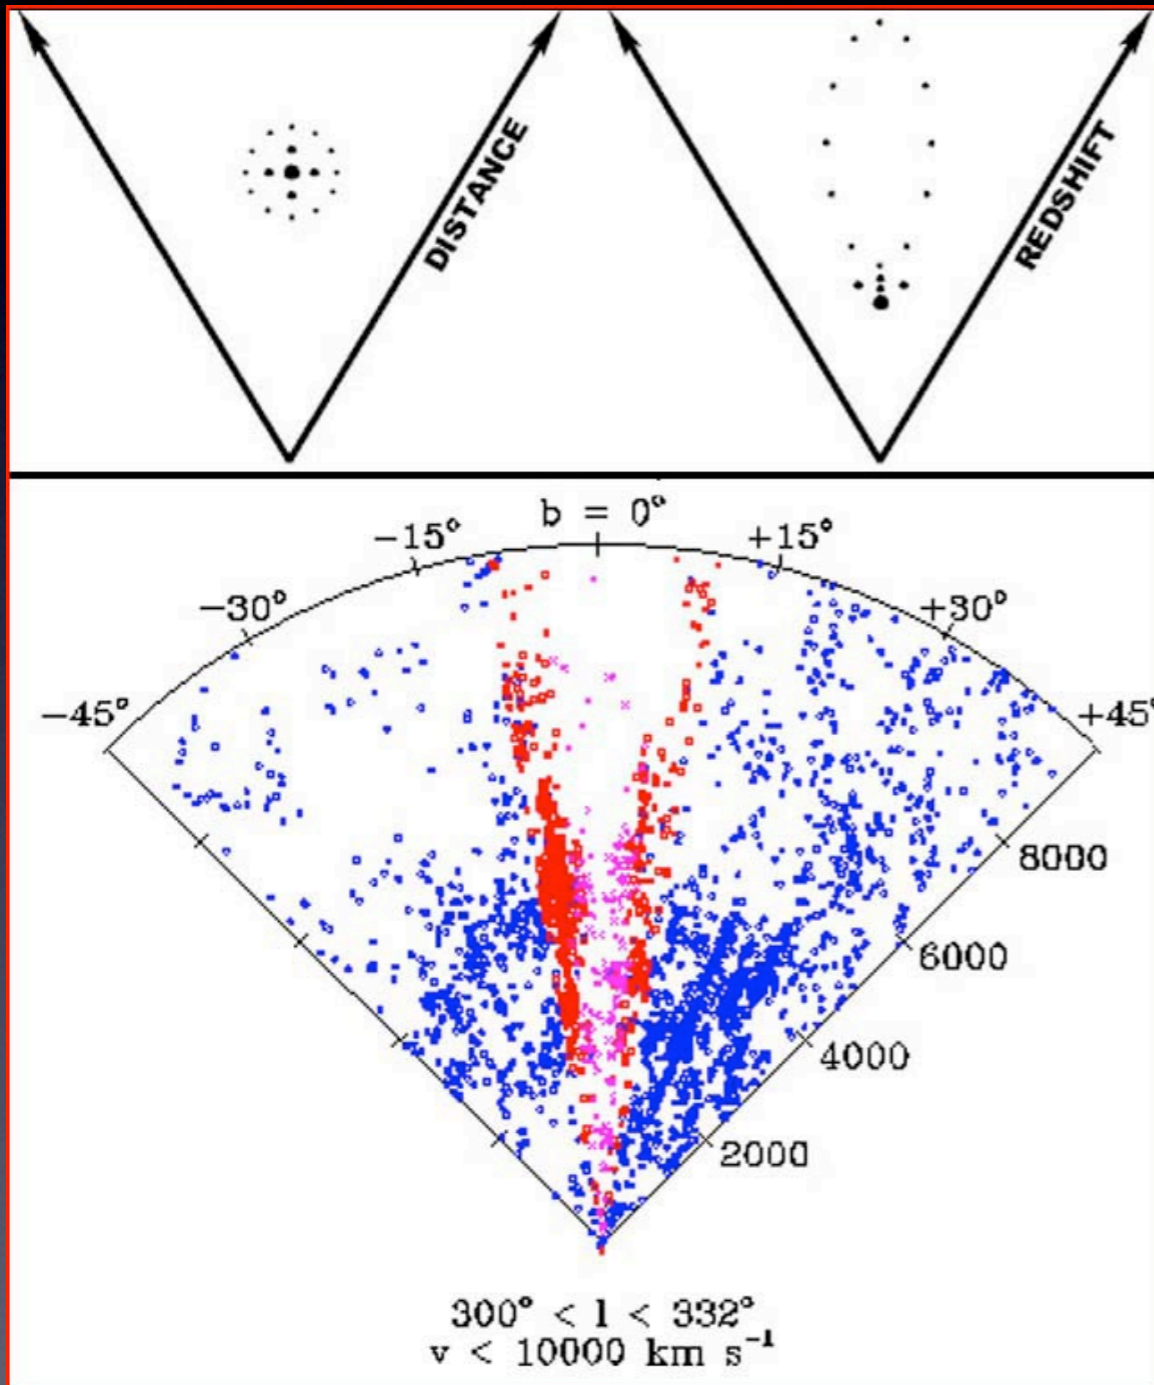 DISTANCE
REDSHIFT
b = 0°
−15°
+15°
−30°
+30°
−45°
+45°
8000
6000
4000
2000
300° < l < 332°
v < 10000 km s⁻¹